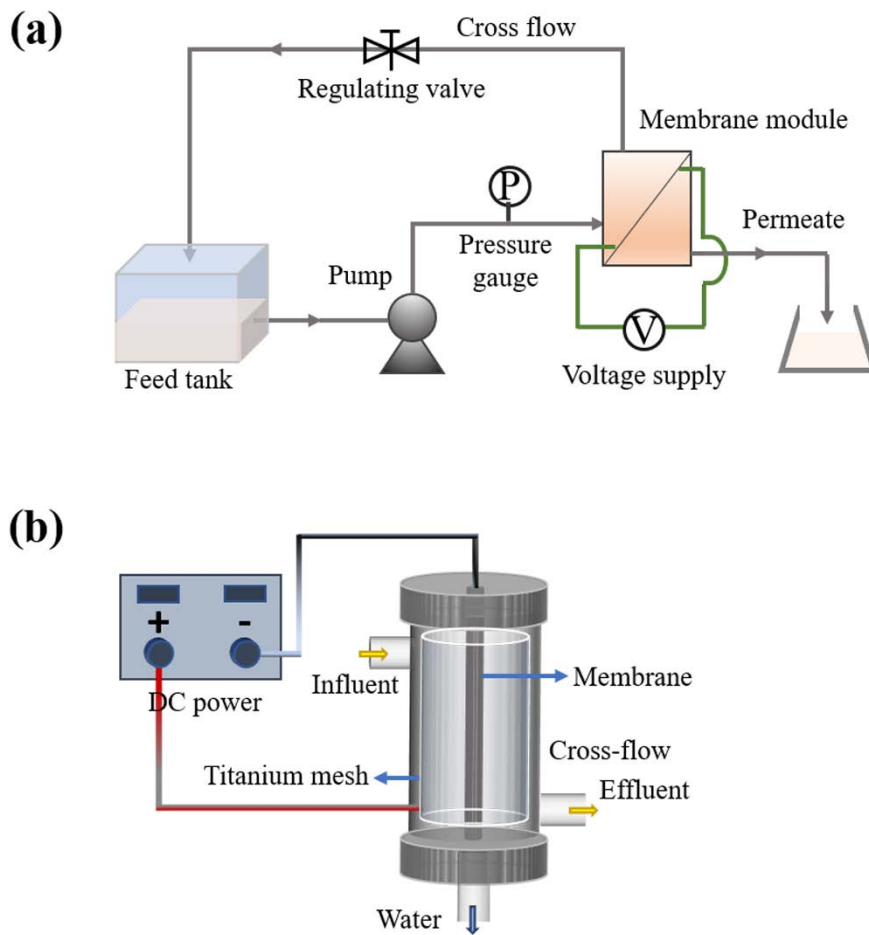 (a)
Cross flow
Regulating valve
Membrane module
P
Permeate
Pressure
gauge
Pump
V
Feed tank
Voltage supply
(b)
+ -
DC power
Influent
Membrane
Cross-flow
Titanium mesh
Effluent
Water